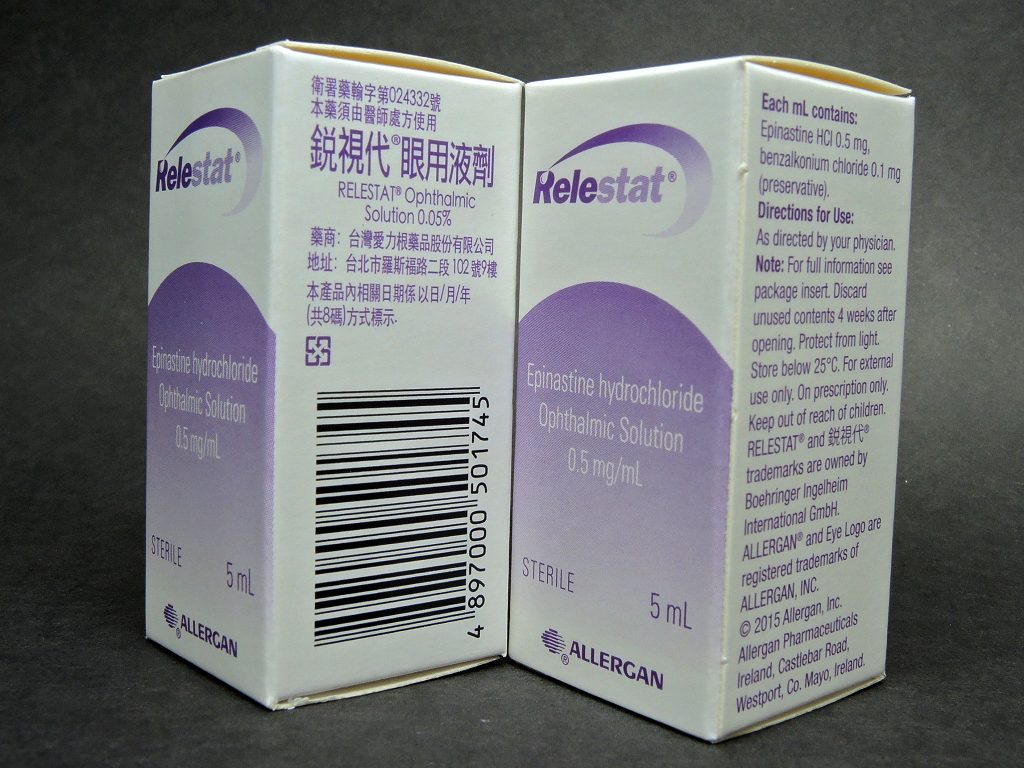 Relestat®
Epinastine hydrochloride
Ophthalmic Solution
0.5 mg/mL
STERILE
5 mL
® ALLERGAN
衛署藥輸字第024332號
本藥須由醫師處方使用
銳視代®眼用液劑
RELESTAT® Ophthalmic
Solution 0.05%
藥商：台灣愛力根藥品股份有限公司
地址：台北市羅斯福路二段102號9樓
本產品內相關日期係以日/月/年
(共8碼)方式標示.
4 897000 501745
Relestat®
Epinastine hydrochloride
Ophthalmic Solution
0.5 mg/mL
STERILE
5 mL
® ALLERGAN
Each mL contains:
Epinastine HCl 0.5 mg,
benzalkonium chloride 0.1 mg
(preservative).
Directions for Use:
As directed by your physician.
Note: For full information see
package insert. Discard
unused contents 4 weeks after
opening. Protect from light.
Store below 25°C. For external
use only. On prescription only.
Keep out of reach of children.
RELESTAT® and 銳視代®
trademarks are owned by
Boehringer Ingelheim
International GmbH.
ALLERGAN® and Eye Logo are
registered trademarks of
ALLERGAN, INC.
© 2015 Allergan, Inc.
Allergan Pharmaceuticals
Ireland, Castlebar Road,
Westport, Co. Mayo, Ireland.